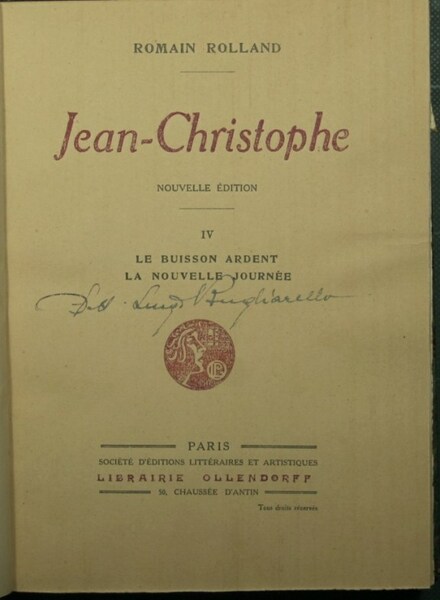 ROMAIN ROLLAND
Jean-Christophe
NOUVELLE ÉDITION
IV
LE BUISSON ARDENT
LA NOUVELLE JOURNÉE
PARIS
SOCIÉTÉ D'ÉDITIONS LITTÉRAIRES ET ARTISTIQUES
LIBRAIRIE OLLENDORFF
50, CHAUSSÉE D'ANTIN
Tous droits réservés